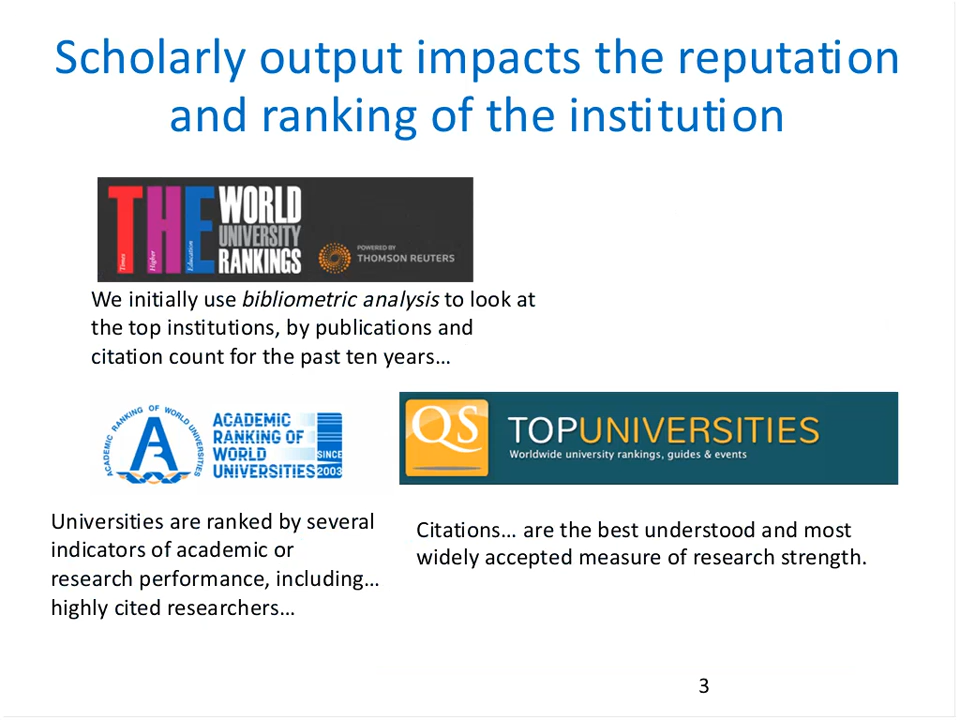 Scholarly output impacts the reputation
and ranking of the institution
THE WORLD
UNIVERSITY
RANKINGS
Times
Higher
Education
POWERED BY
THOMSON REUTERS
We initially use bibliometric analysis to look at
the top institutions, by publications and
citation count for the past ten years…
ACADEMIC RANKING OF WORLD UNIVERSITIES
ACADEMIC
RANKING OF
WORLD
UNIVERSITIES
SINCE
2003
QS
TOPUNIVERSITIES
Worldwide university rankings, guides & events
Universities are ranked by several
indicators of academic or
research performance, including…
highly cited researchers…
Citations… are the best understood and most
widely accepted measure of research strength.
3